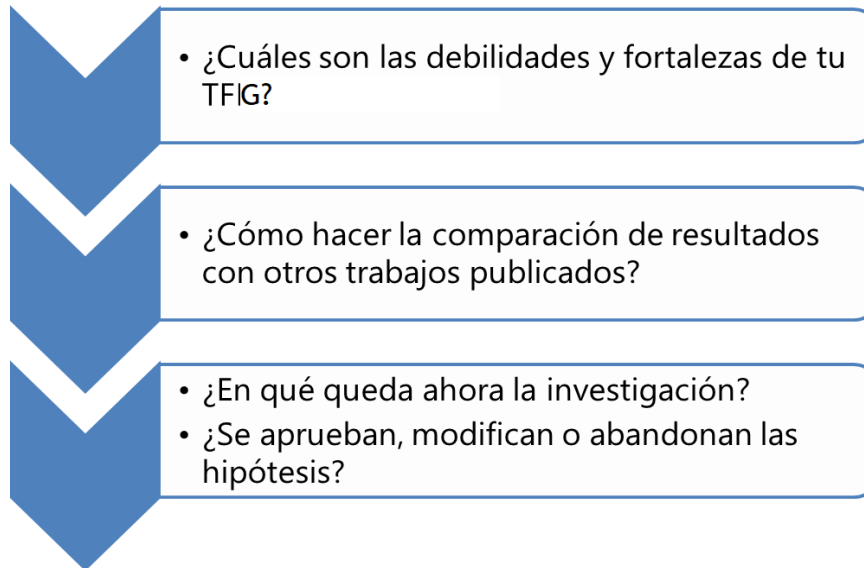 • ¿Cuáles son las debilidades y fortalezas de tu
TFG?
• ¿Cómo hacer la comparación de resultados
con otros trabajos publicados?
• ¿En qué queda ahora la investigación?
• ¿Se aprueban, modifican o abandonan las
hipótesis?